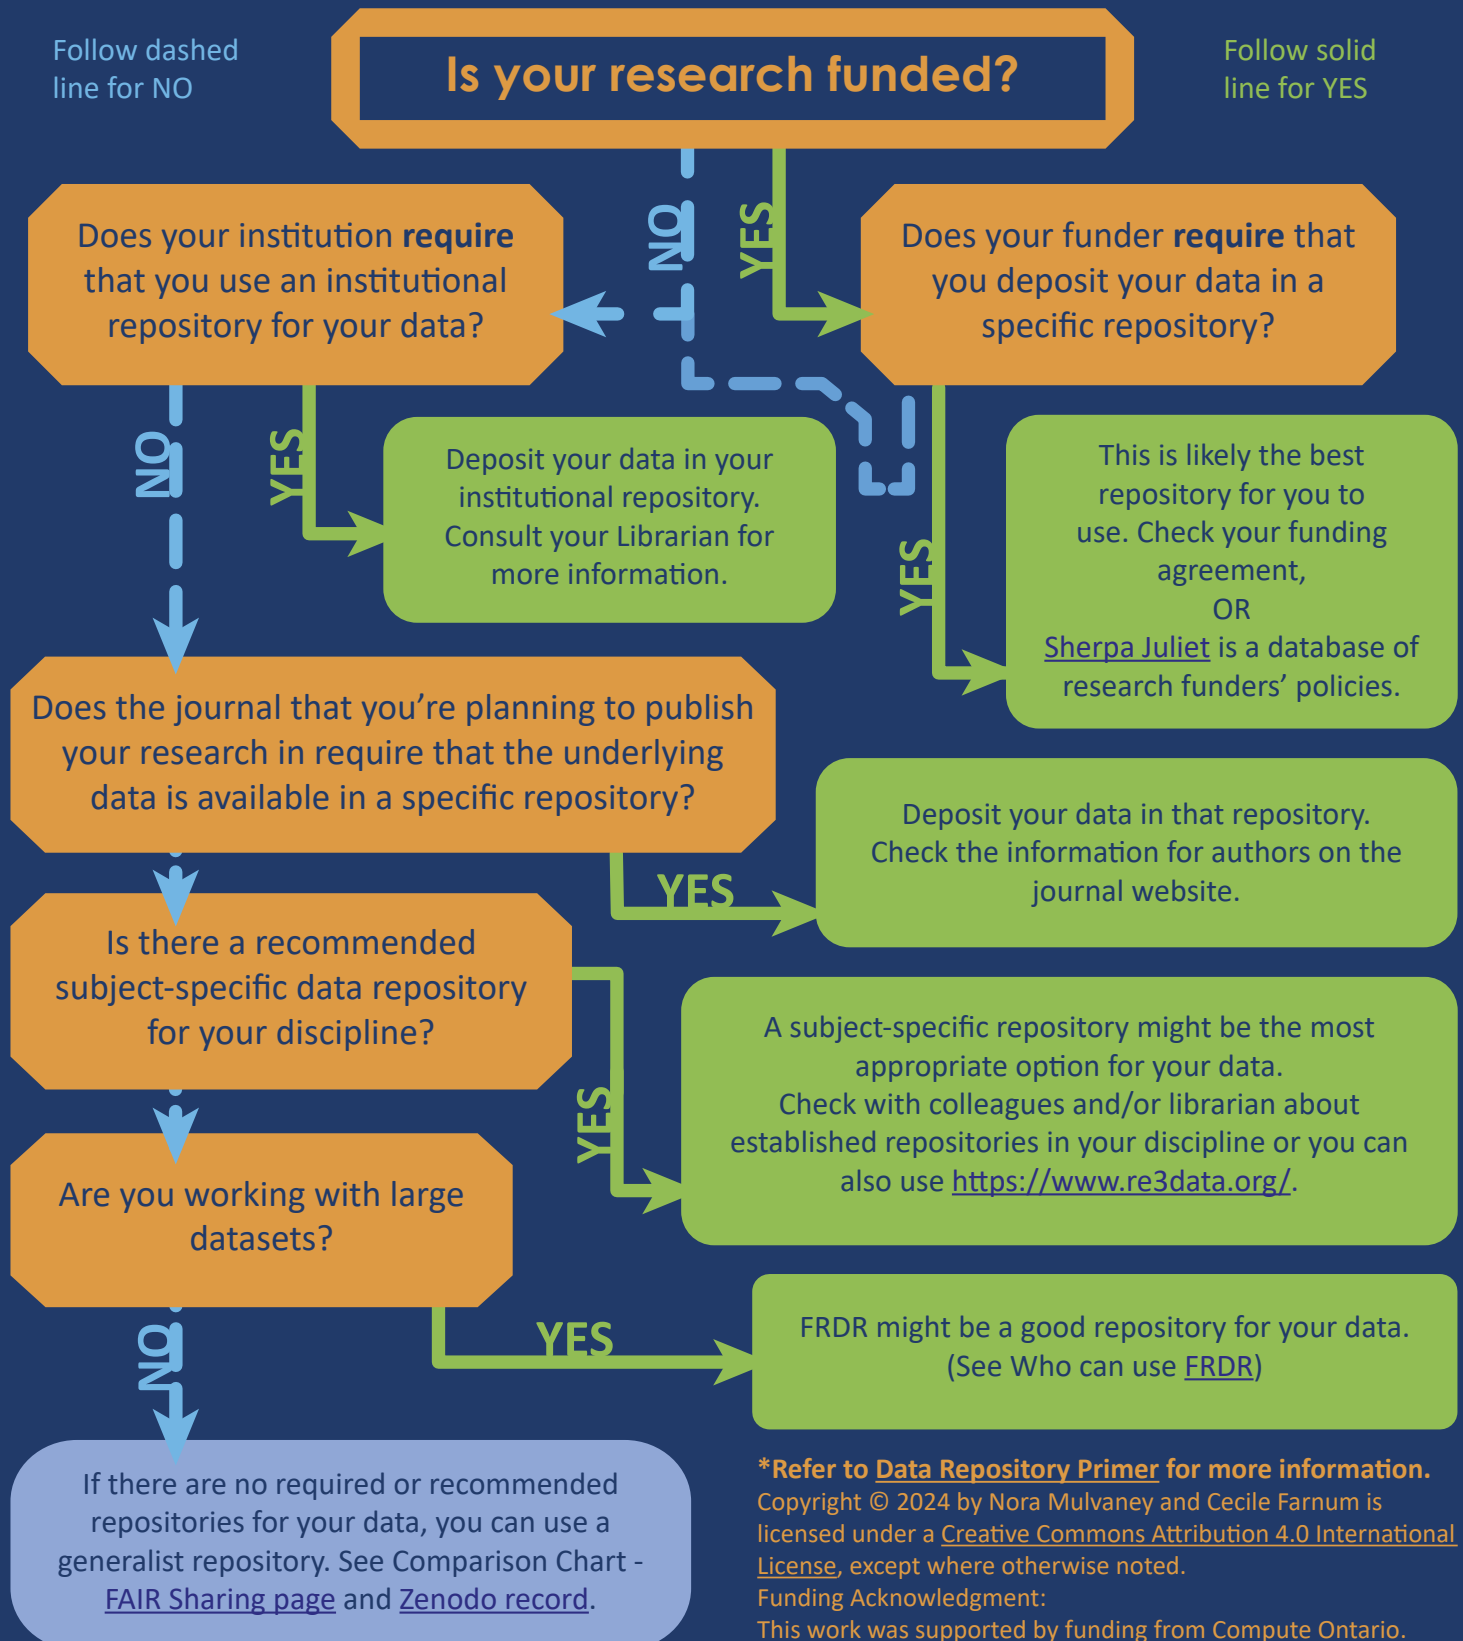 Follow dashed
line for NO
Is your research funded?
Follow solid
line for YES
NO
YES
Does your institution require
that you use an institutional
repository for your data?
Does your funder require that
you deposit your data in a
specific repository?
NO
YES
Deposit your data in your
institutional repository.
Consult your Librarian for
more information.
YES
This is likely the best
repository for you to
use. Check your funding
agreement,
OR
Sherpa Juliet is a database of
research funders’ policies.
Does the journal that you’re planning to publish
your research in require that the underlying
data is available in a specific repository?
YES
Deposit your data in that repository.
Check the information for authors on the
journal website.
Is there a recommended
subject-specific data repository
for your discipline?
YES
A subject-specific repository might be the most
appropriate option for your data.
Check with colleagues and/or librarian about
established repositories in your discipline or you can
also use https://www.re3data.org/.
Are you working with large
datasets?
NO
YES
FRDR might be a good repository for your data.
(See Who can use FRDR)
If there are no required or recommended
repositories for your data, you can use a
generalist repository. See Comparison Chart -
FAIR Sharing page and Zenodo record.
*Refer to Data Repository Primer for more information.
Copyright © 2024 by Nora Mulvaney and Cecile Farnum is
licensed under a Creative Commons Attribution 4.0 International
License, except where otherwise noted.
Funding Acknowledgment:
This work was supported by funding from Compute Ontario.